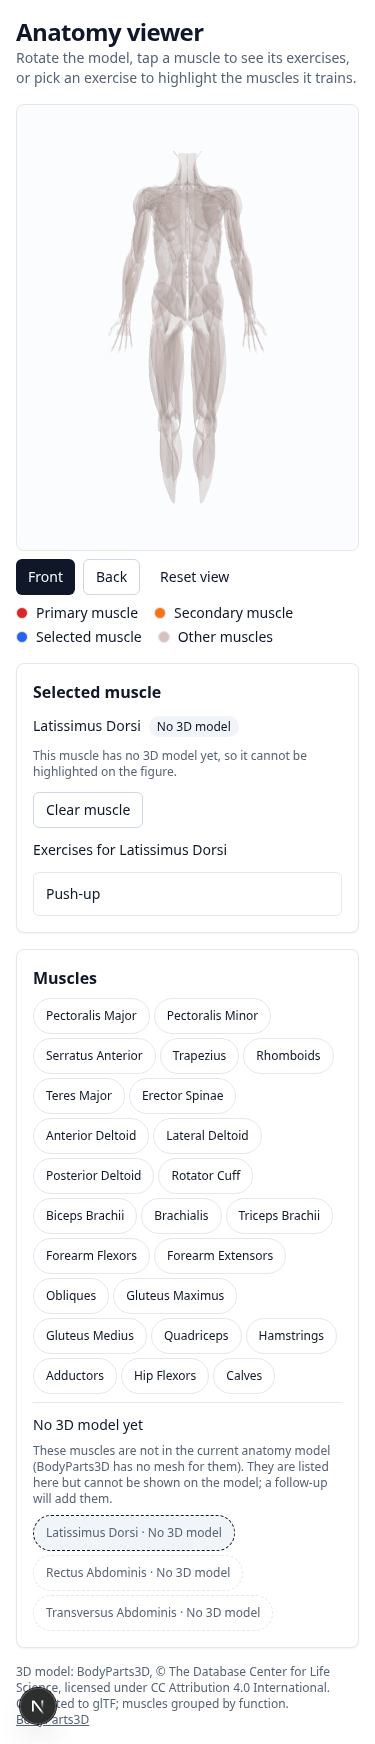 Anatomy viewer
Rotate the model, tap a muscle to see its exercises,
or pick an exercise to highlight the muscles it trains.
Front Back Reset view
Primary muscle Secondary muscle
Selected muscle Other muscles
Selected muscle
Latissimus Dorsi No 3D model
This muscle has no 3D model yet, so it cannot be
highlighted on the figure.
Clear muscle
Exercises for Latissimus Dorsi
Push-up
Muscles
Pectoralis Major Pectoralis Minor
Serratus Anterior Trapezius Rhomboids
Teres Major Erector Spinae
Anterior Deltoid Lateral Deltoid
Posterior Deltoid Rotator Cuff
Biceps Brachii Brachialis Triceps Brachii
Forearm Flexors Forearm Extensors
Obliques Gluteus Maximus
Gluteus Medius Quadriceps Hamstrings
Adductors Hip Flexors Calves
No 3D model yet
These muscles are not in the current anatomy model
(BodyParts3D has no mesh for them). They are listed
here but cannot be shown on the model; a follow-up
will add them.
Latissimus Dorsi · No 3D model
Rectus Abdominis · No 3D model
Transversus Abdominis · No 3D model
3D model: BodyParts3D, © The Database Center for Life
Science, licensed under CC Attribution 4.0 International.
to glTF; muscles grouped by function.
BodyParts3D
N